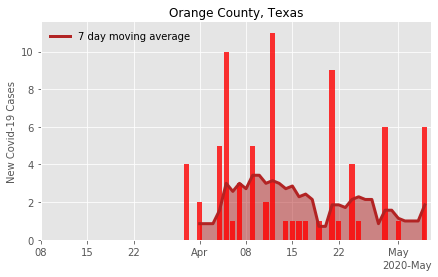 Orange County, Texas
7 day moving average
New Covid-19 Cases
10
8
6
4
2
0
08 15 22 Apr 08 15 22 May
2020-May